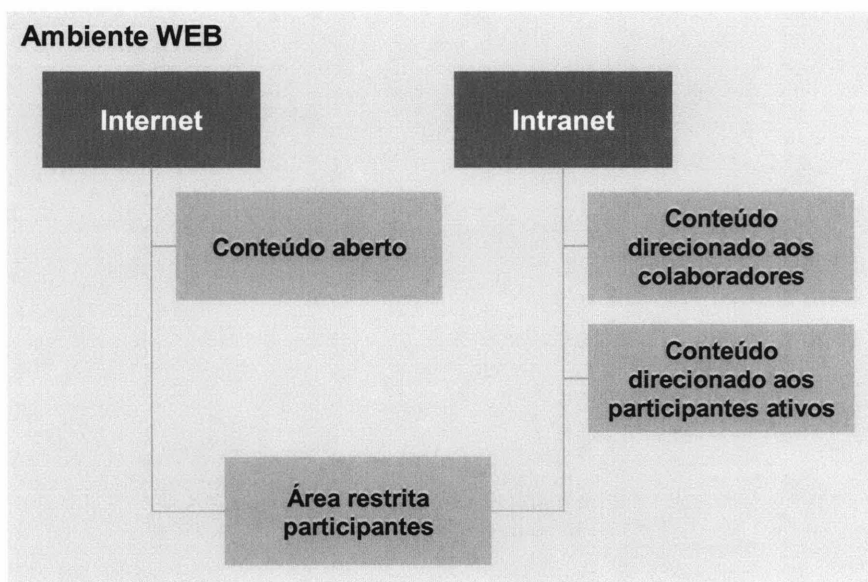 Ambiente WEB
Internet
Intranet
Conteúdo aberto
Conteúdo
direcionado aos
colaboradores
Conteúdo
direcionado aos
participantes ativos
Área restrita
participantes